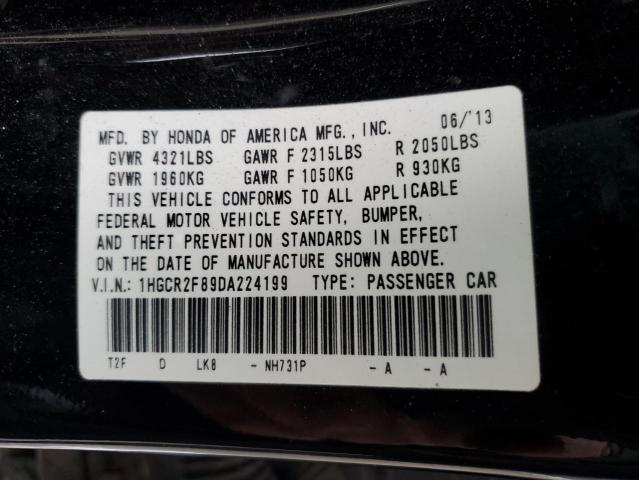 MFD. BY HONDA OF AMERICA MFG., INC. 06/'13
GVWR 4321LBS GAWR F 2315LBS R 2050LBS
GVWR 1960KG GAWR F 1050KG R 930KG
THIS VEHICLE CONFORMS TO ALL APPLICABLE
FEDERAL MOTOR VEHICLE SAFETY, BUMPER,
AND THEFT PREVENTION STANDARDS IN EFFECT
ON THE DATE OF MANUFACTURE SHOWN ABOVE.
V.I.N.: 1HGCR2F89DA224199 TYPE: PASSENGER CAR
T2F D LK8 - NH731P - A - A